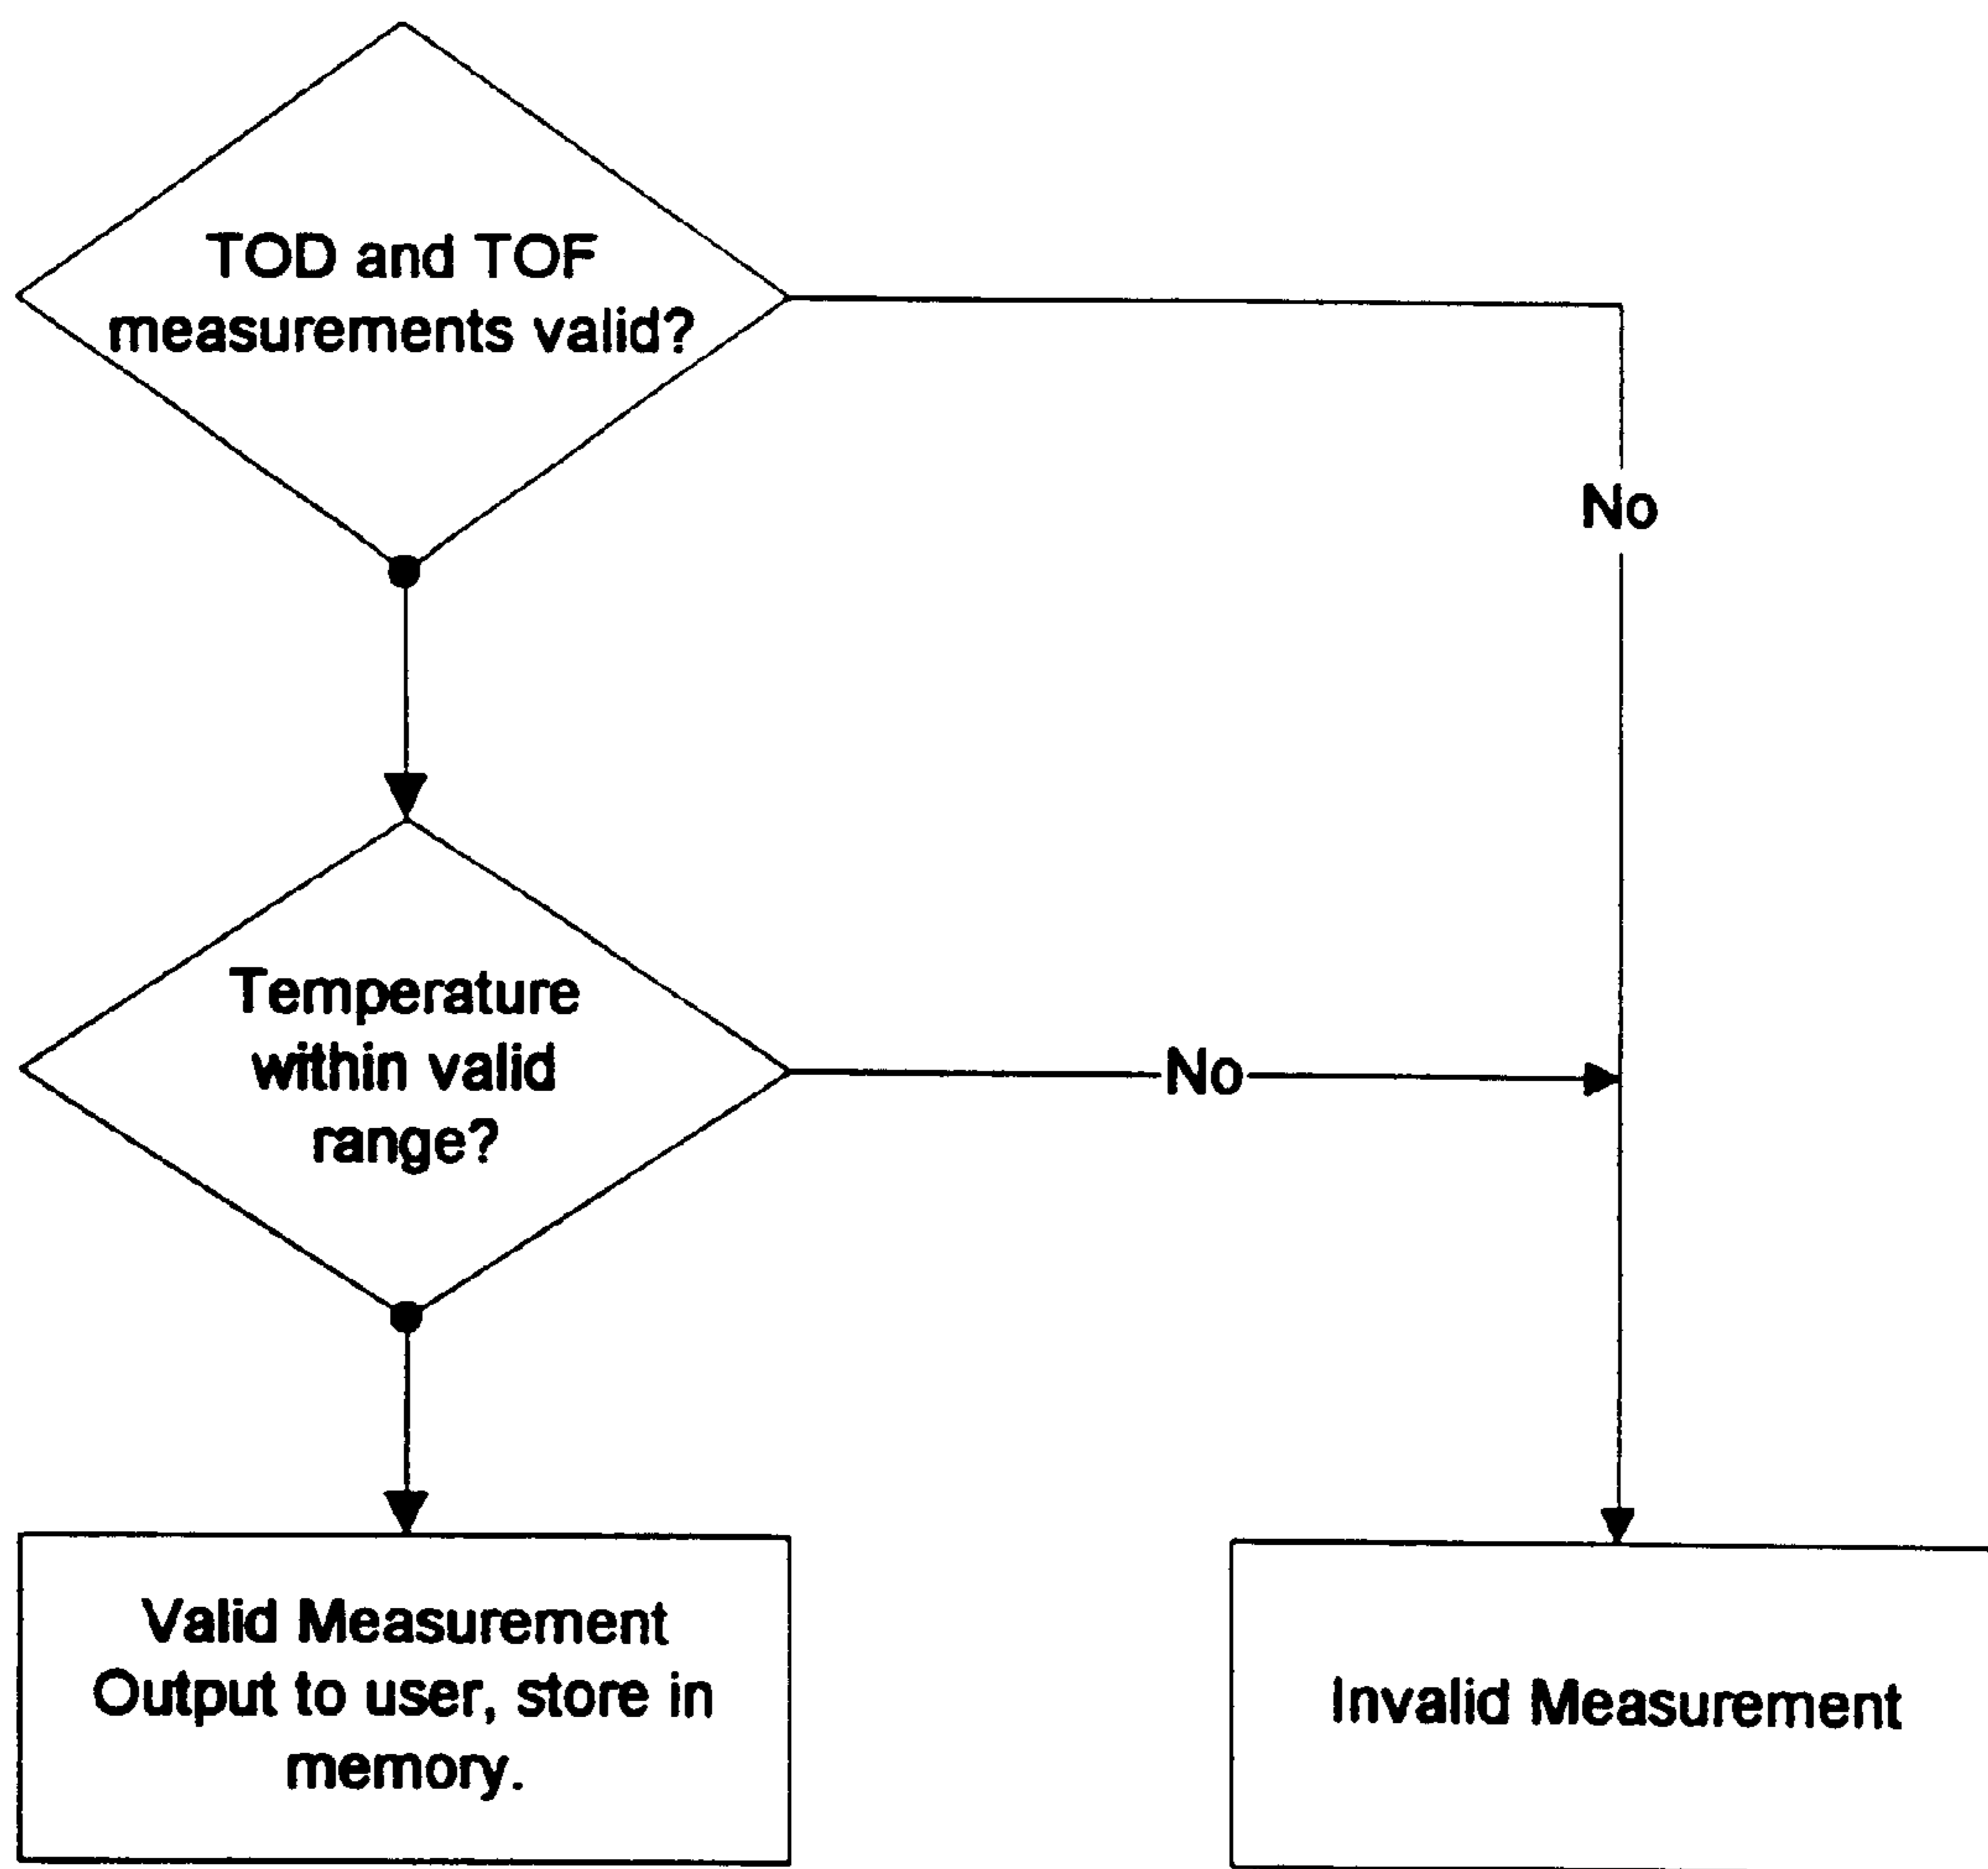 TOD and TOF
measurements valid?
No
Temperature
within valid
range?
No
Valid Measurement
Output to user, store in
memory.
Invalid Measurement